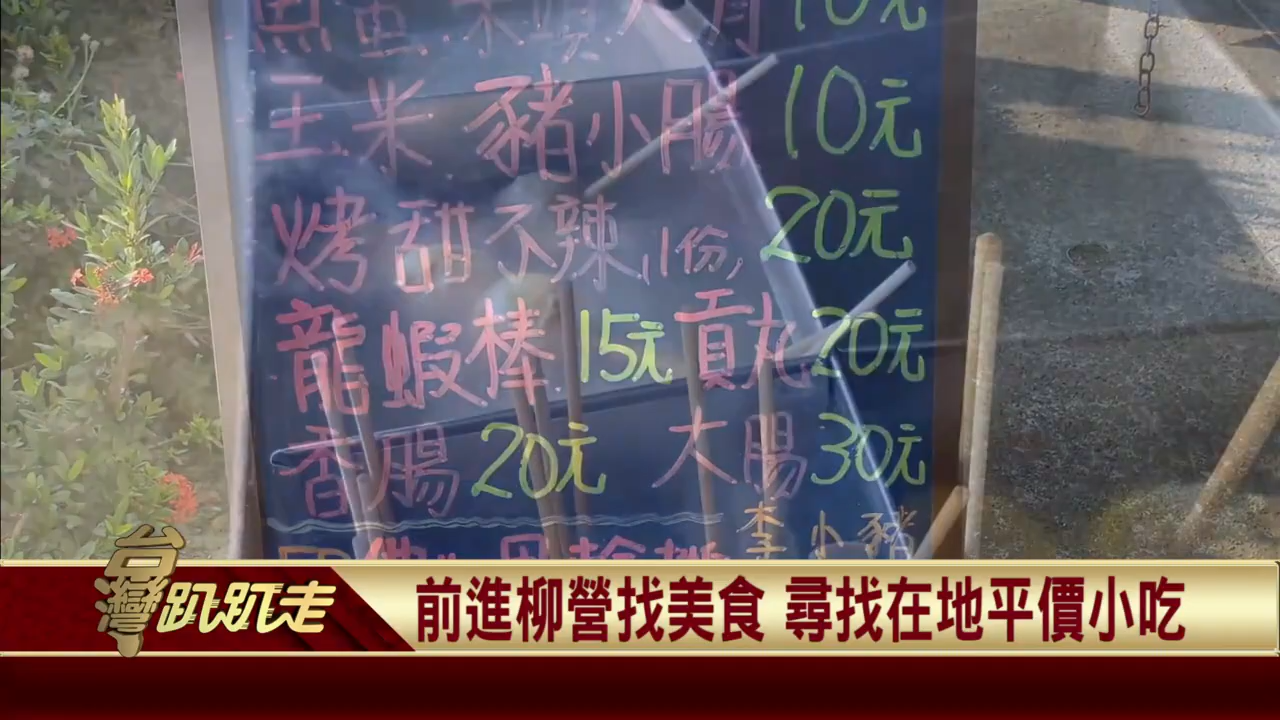 10元
玉米 豬小腸 10元
烤甜不辣 1份 20元
龍蝦棒 15元 貢丸 20元
香腸 20元 大腸 30元
李小豬
台灣趴趴走
前進柳營找美食 尋找在地平價小吃